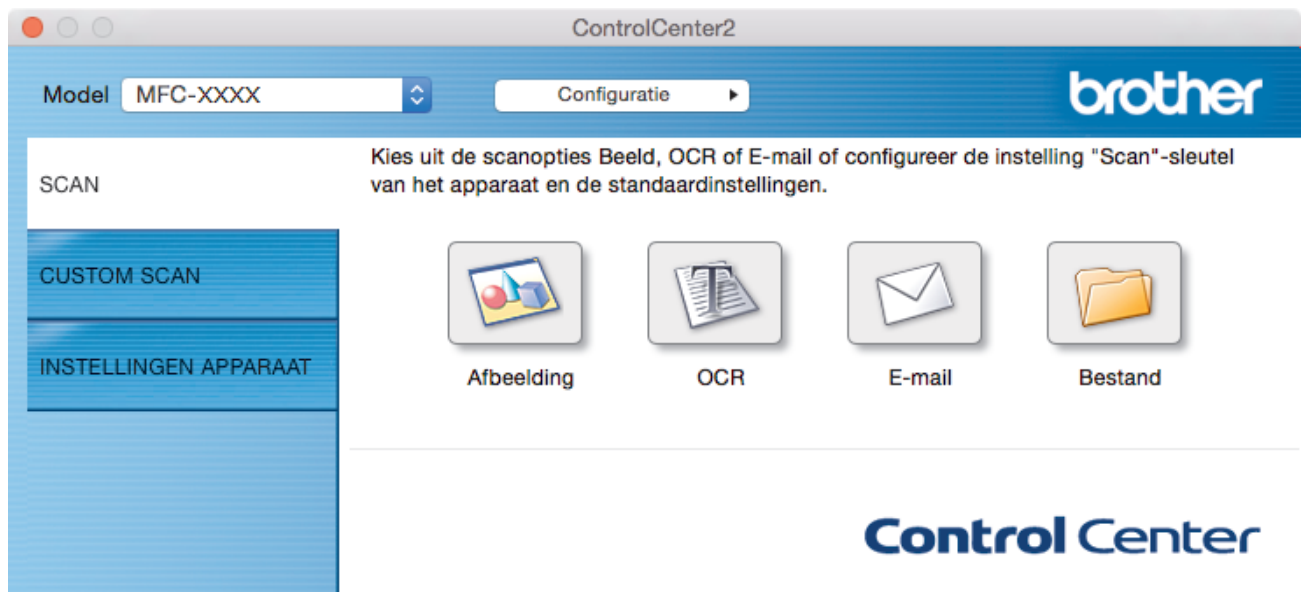 ControlCenter2
Model MFC-XXXX Configuratie brother
Kies uit de scanopties Beeld, OCR of E-mail of configureer de instelling "Scan"-sleutel
van het apparaat en de standaardinstellingen.
SCAN
CUSTOM SCAN
INSTELLINGEN APPARAAT
Afbeelding OCR E-mail Bestand
Control Center